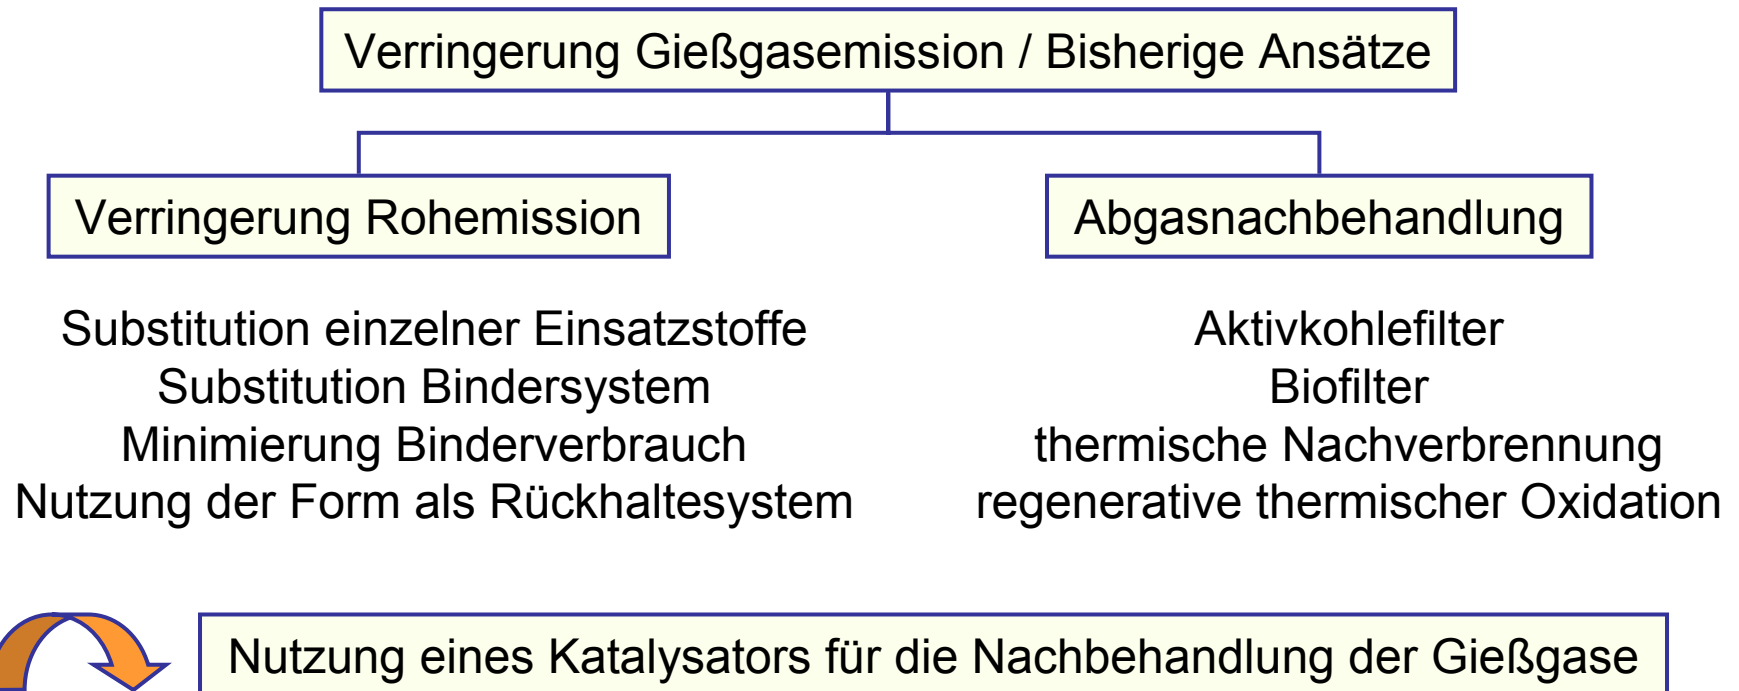 Verringerung Gießgasemission / Bisherige Ansätze
Verringerung Rohemission
Substitution einzelner Einsatzstoffe
Substitution Bindersystem
Minimierung Binderverbrauch
Nutzung der Form als Rückhaltesystem
Abgasnachbehandlung
Aktivkohlefilter
Biofilter
thermische Nachverbrennung
regenerative thermischer Oxidation
Nutzung eines Katalysators für die Nachbehandlung der Gießgase